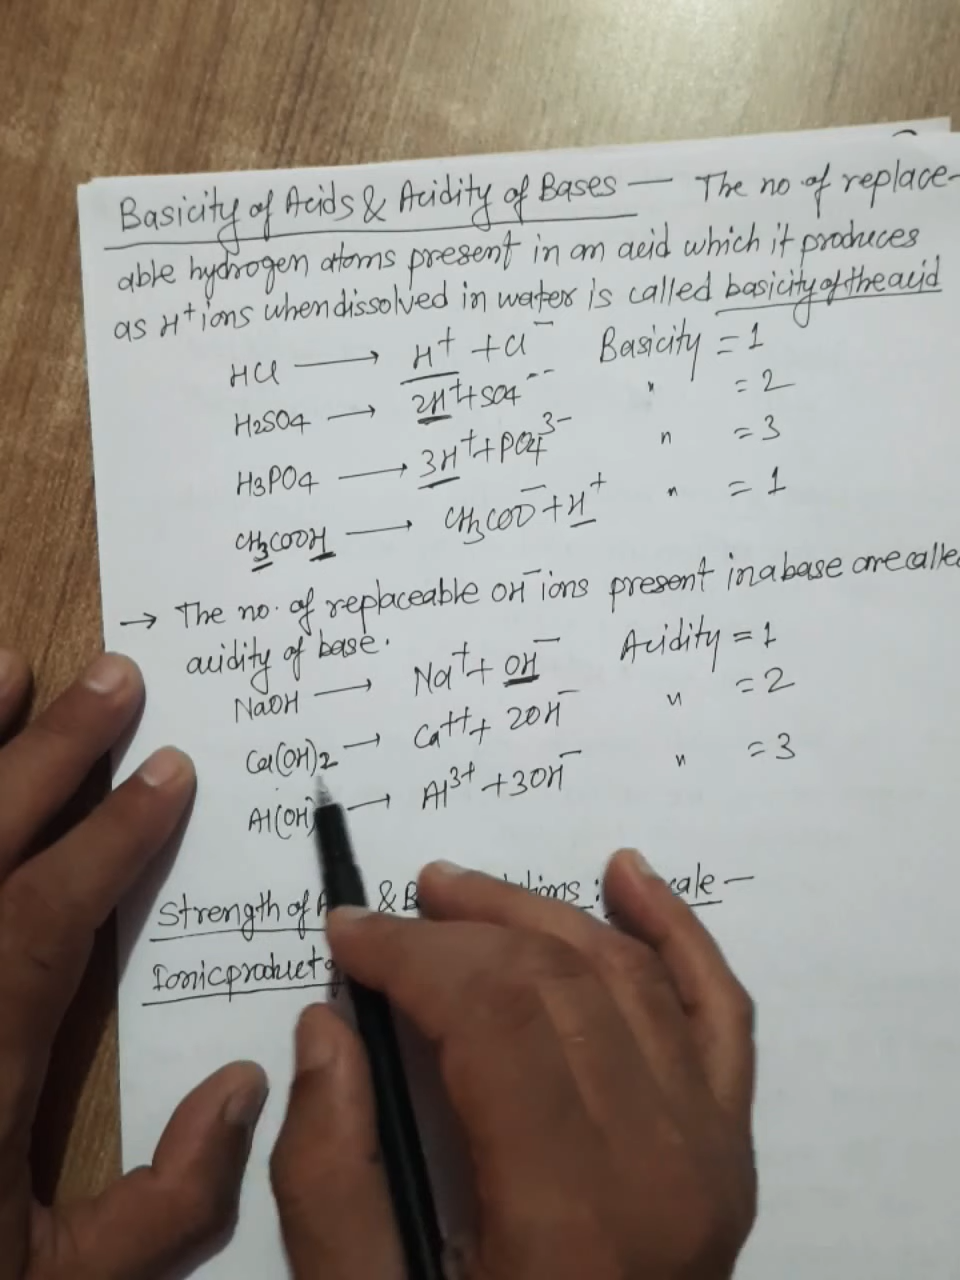 Basicity of Acids & Acidity of Bases — The no of replace-
able hydrogen atoms present in an acid which it produces
as H⁺ ions when dissolved in water is called basicity of the acid
HCl → H⁺ + Cl⁻ Basicity = 1
H2SO4 → 2H⁺ + SO4⁻⁻ " = 2
H3PO4 → 3H⁺ + PO4³⁻ " = 3
CH3COOH → CH3COO⁻ + H⁺ " = 1
→ The no. of replaceable OH⁻ ions present in a base are calle
acidity of base.
NaOH → Na⁺ + OH⁻ Acidity = 1
Ca(OH)2 → Ca⁺⁺ + 2OH⁻ " = 2
Al(OH) → Al³⁺ + 3OH⁻ " = 3
Strength of & :
Ionic product